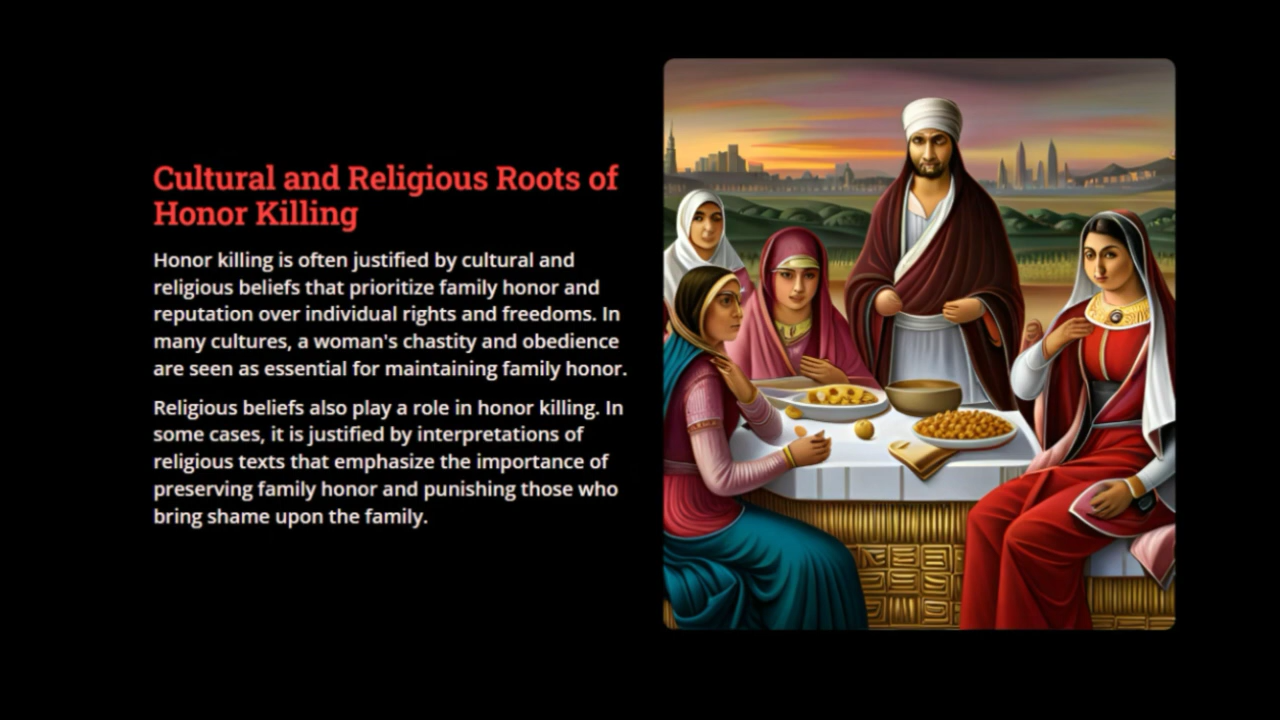 Cultural and Religious Roots of
Honor Killing
Honor killing is often justified by cultural and
religious beliefs that prioritize family honor and
reputation over individual rights and freedoms. In
many cultures, a woman's chastity and obedience
are seen as essential for maintaining family honor.
Religious beliefs also play a role in honor killing. In
some cases, it is justified by interpretations of
religious texts that emphasize the importance of
preserving family honor and punishing those who
bring shame upon the family.